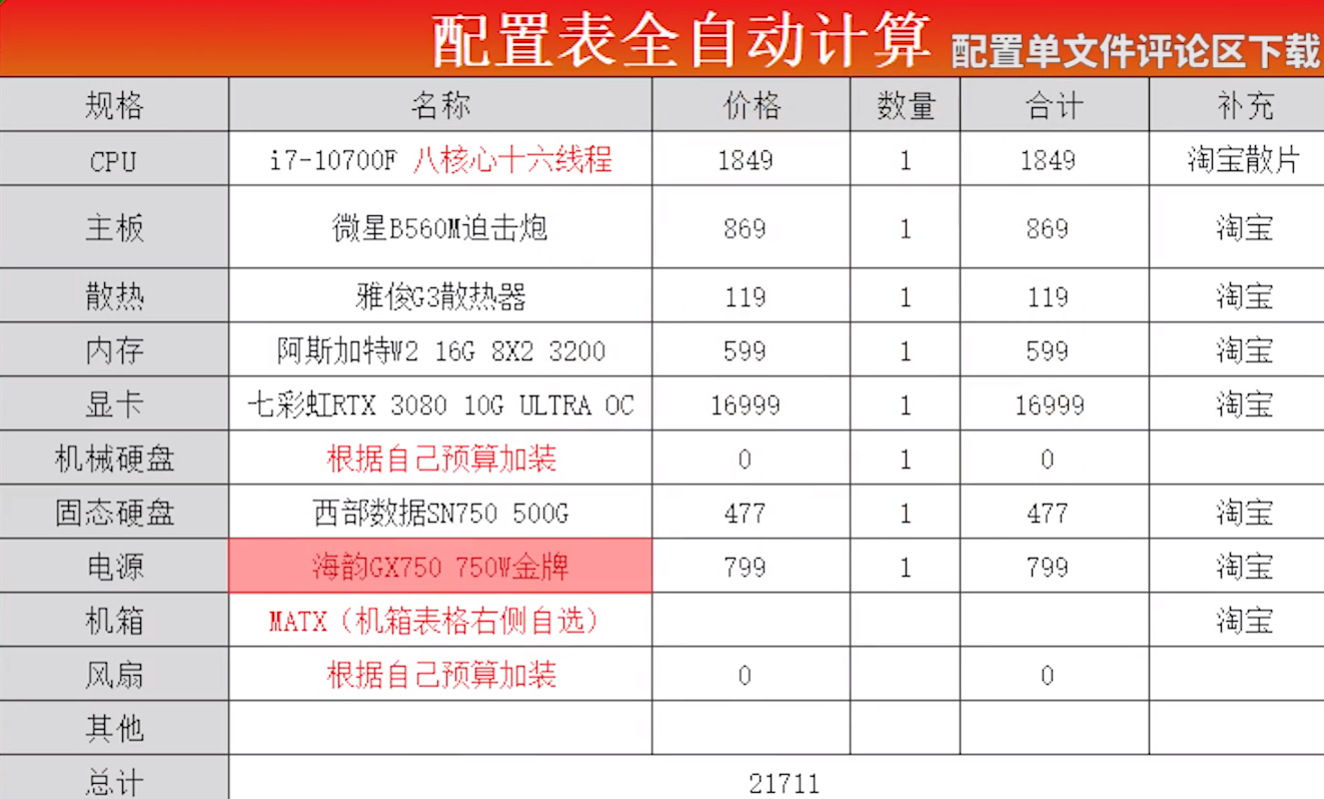 配置表全自动计算 配置单文件评论区下载
规格 名称 价格 数量 合计 补充
CPU i7-10700F 八核心十六线程 1849 1 1849 淘宝散片
主板 微星B560M迫击炮 869 1 869 淘宝
散热 雅俊G3散热器 119 1 119 淘宝
内存 阿斯加特W2 16G 8X2 3200 599 1 599 淘宝
显卡 七彩虹RTX 3080 10G ULTRA OC 16999 1 16999 淘宝
机械硬盘 根据自己预算加装 0 1 0
固态硬盘 西部数据SN750 500G 477 1 477 淘宝
电源 海韵GX750 750W金牌 799 1 799 淘宝
机箱 MATX（机箱表格右侧自选） 淘宝
风扇 根据自己预算加装 0 0
其他
总计 21711